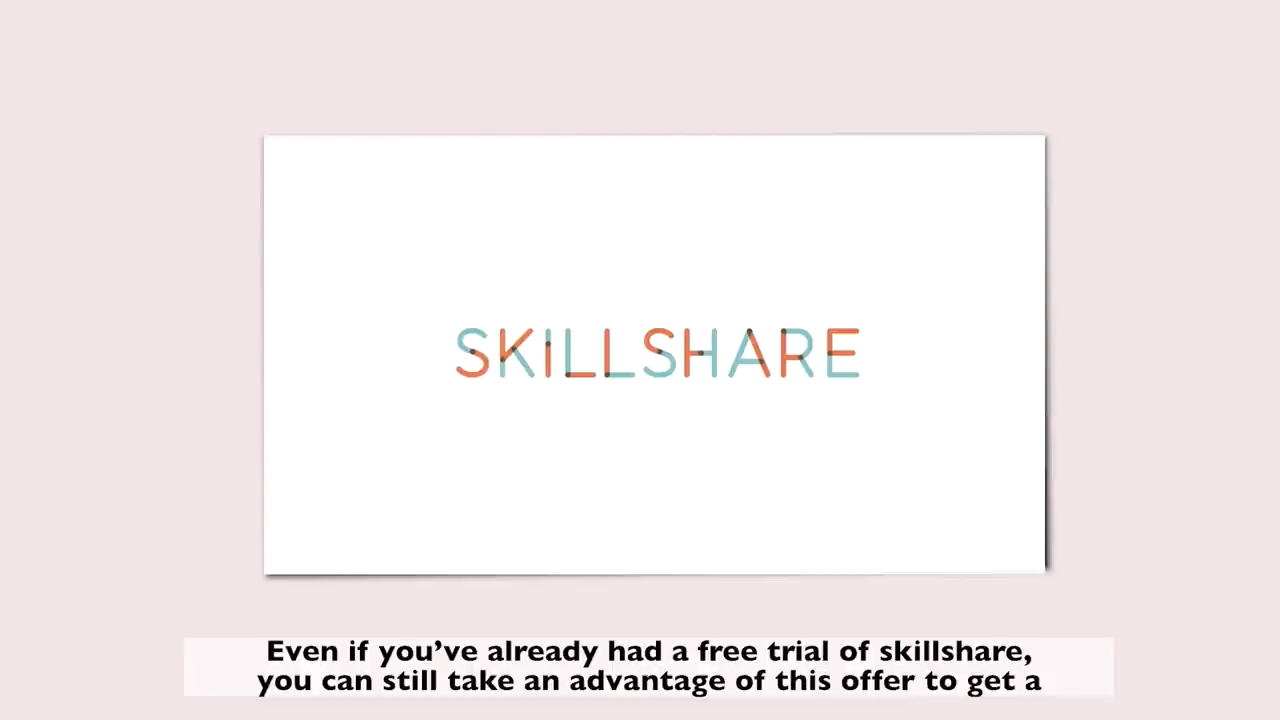 SKILLSHARE
Even if you’ve already had a free trial of skillshare,
you can still take an advantage of this offer to get a